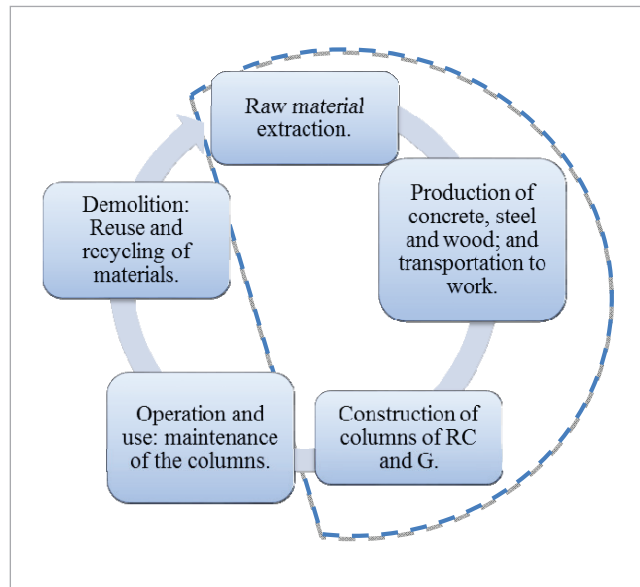 Raw material
extraction.
Production of
concrete, steel
and wood; and
transportation to
work.
Construction of
columns of RC
and G.
Operation and
use: maintenance
of the columns.
Demolition:
Reuse and
recycling of
materials.